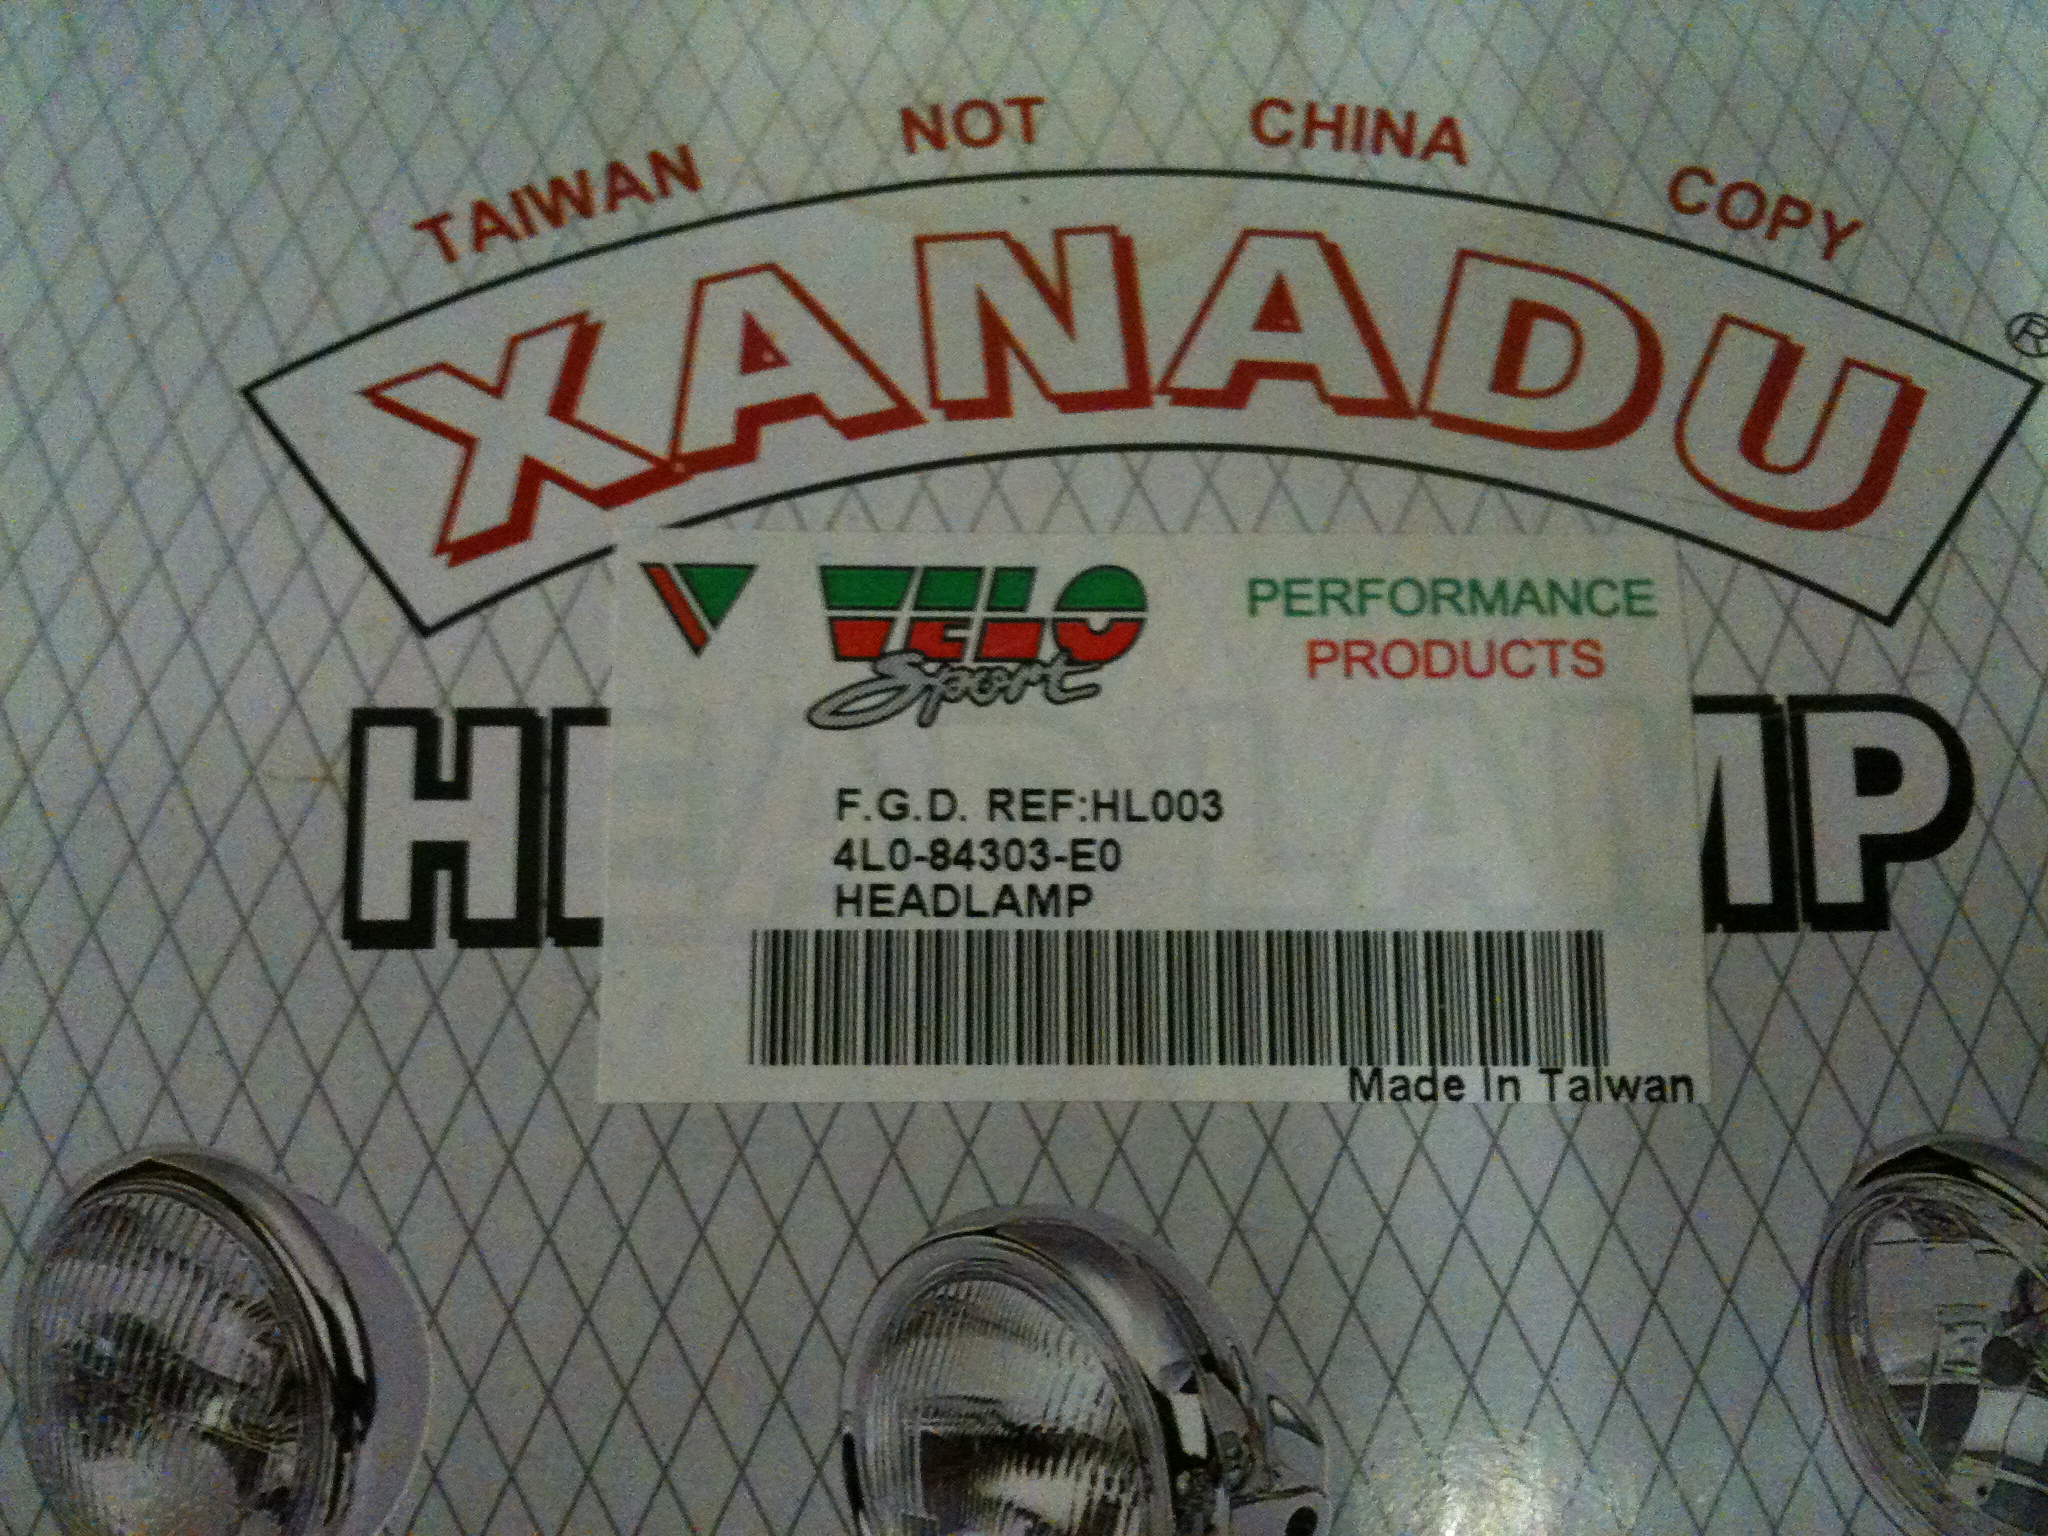 TAIWAN NOT CHINA COPY
XANADU®
VELO
Sport
PERFORMANCE
PRODUCTS
F.G.D. REF:HL003
4L0-84303-E0
HEADLAMP
Made In Taiwan